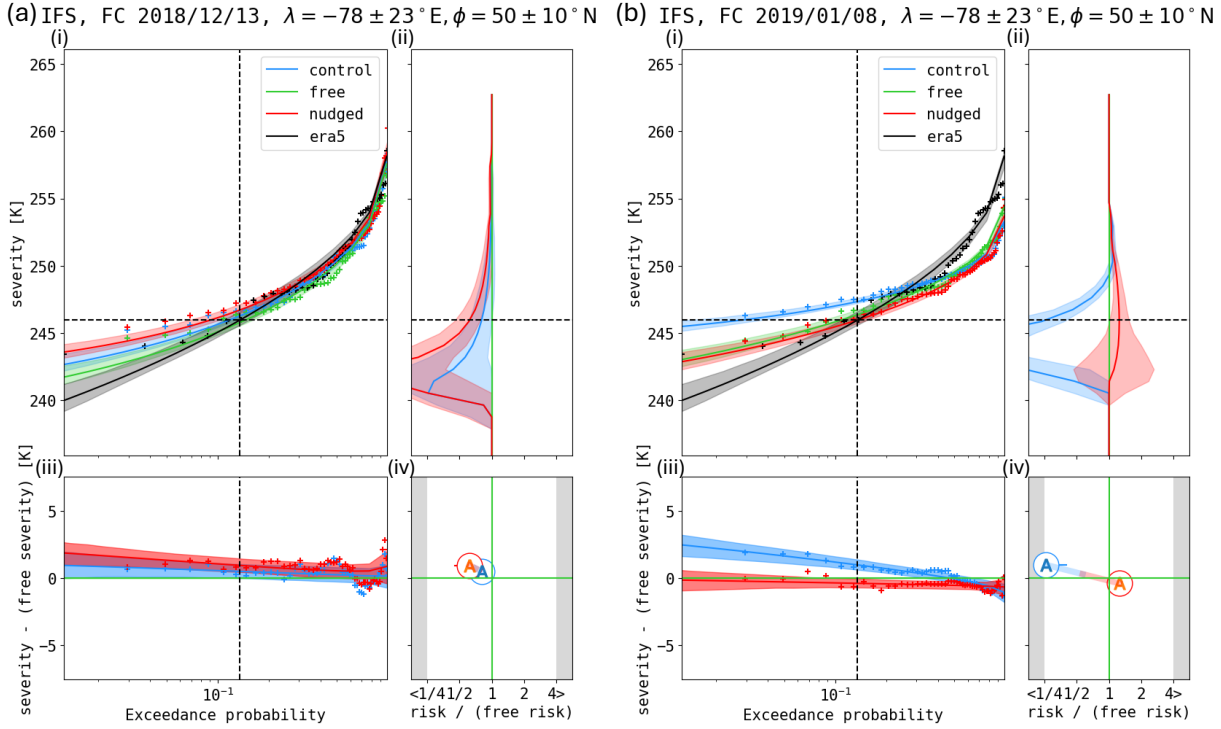 (a) IFS, FC 2018/12/13, λ = −78 ± 23°E, ϕ = 50 ± 10°N
(i)
(ii)
265
260
255
250
245
240
severity [K]
control
free
nudged
era5
(iii)
(iv)
5
0
−5
severity - (free severity) [K]
10⁻¹
Exceedance probability
<1/4 1/2 1 2 4>
risk / (free risk)
A
A
(b) IFS, FC 2019/01/08, λ = −78 ± 23°E, ϕ = 50 ± 10°N
(i)
(ii)
265
260
255
250
245
240
severity [K]
control
free
nudged
era5
(iii)
(iv)
5
0
−5
severity - (free severity) [K]
10⁻¹
Exceedance probability
<1/4 1/2 1 2 4>
risk / (free risk)
A
A